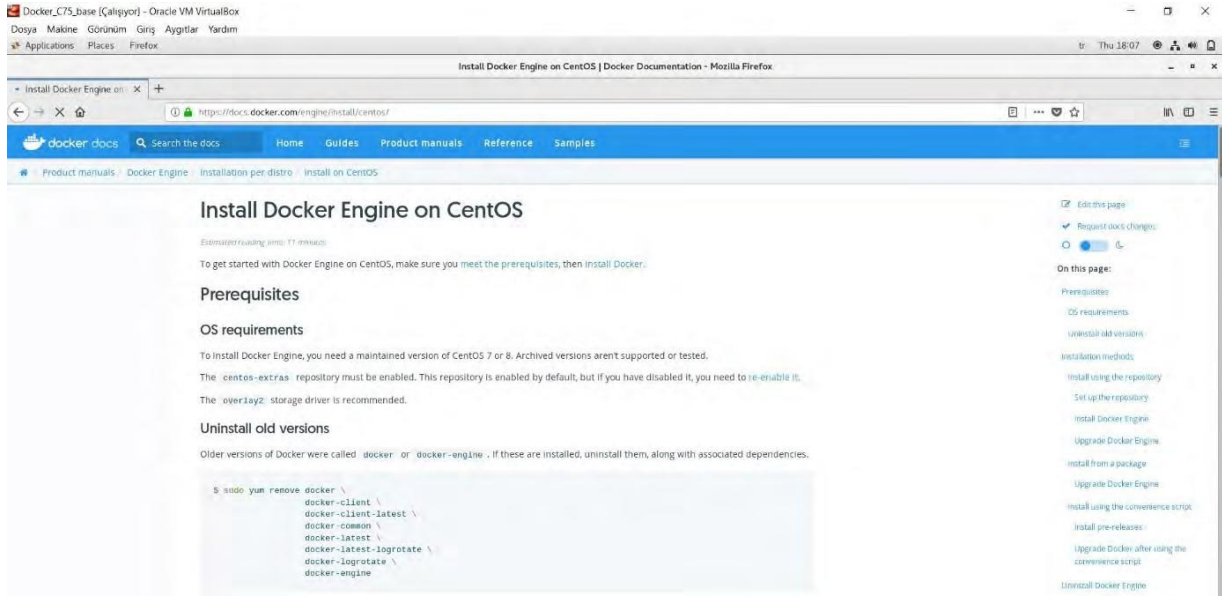 Docker_C75_base [Çalışıyor] - Oracle VM VirtualBox
Dosya Makine Görünüm Giriş Aygıtlar Yardım
Applications Places Firefox tr Thu 18:07
Install Docker Engine on CentOS | Docker Documentation - Mozilla Firefox
Install Docker Engine on
https://docs.docker.com/engine/install/centos/
docker docs Search the docs Home Guides Product manuals Reference Samples
Product manuals Docker Engine Installation per distro Install on CentOS
Install Docker Engine on CentOS
Estimated reading time: 11 minutes
To get started with Docker Engine on CentOS, make sure you meet the prerequisites, then install Docker.
Prerequisites
OS requirements
To install Docker Engine, you need a maintained version of CentOS 7 or 8. Archived versions aren't supported or tested.
The centos-extras repository must be enabled. This repository is enabled by default, but if you have disabled it, you need to re-enable it.
The overlay2 storage driver is recommended.
Uninstall old versions
Older versions of Docker were called docker or docker-engine. If these are installed, uninstall them, along with associated dependencies.
$ sudo yum remove docker \
docker-client \
docker-client-latest \
docker-common \
docker-latest \
docker-latest-logrotate \
docker-logrotate \
docker-engine
Edit this page
Request docs changes
On this page:
Prerequisites
OS requirements
Uninstall old versions
Installation methods
Install using the repository
Set up the repository
Install Docker Engine
Upgrade Docker Engine
Install from a package
Upgrade Docker Engine
Install using the convenience script
Install pre-releases
Upgrade Docker after using the
convenience script
Uninstall Docker Engine